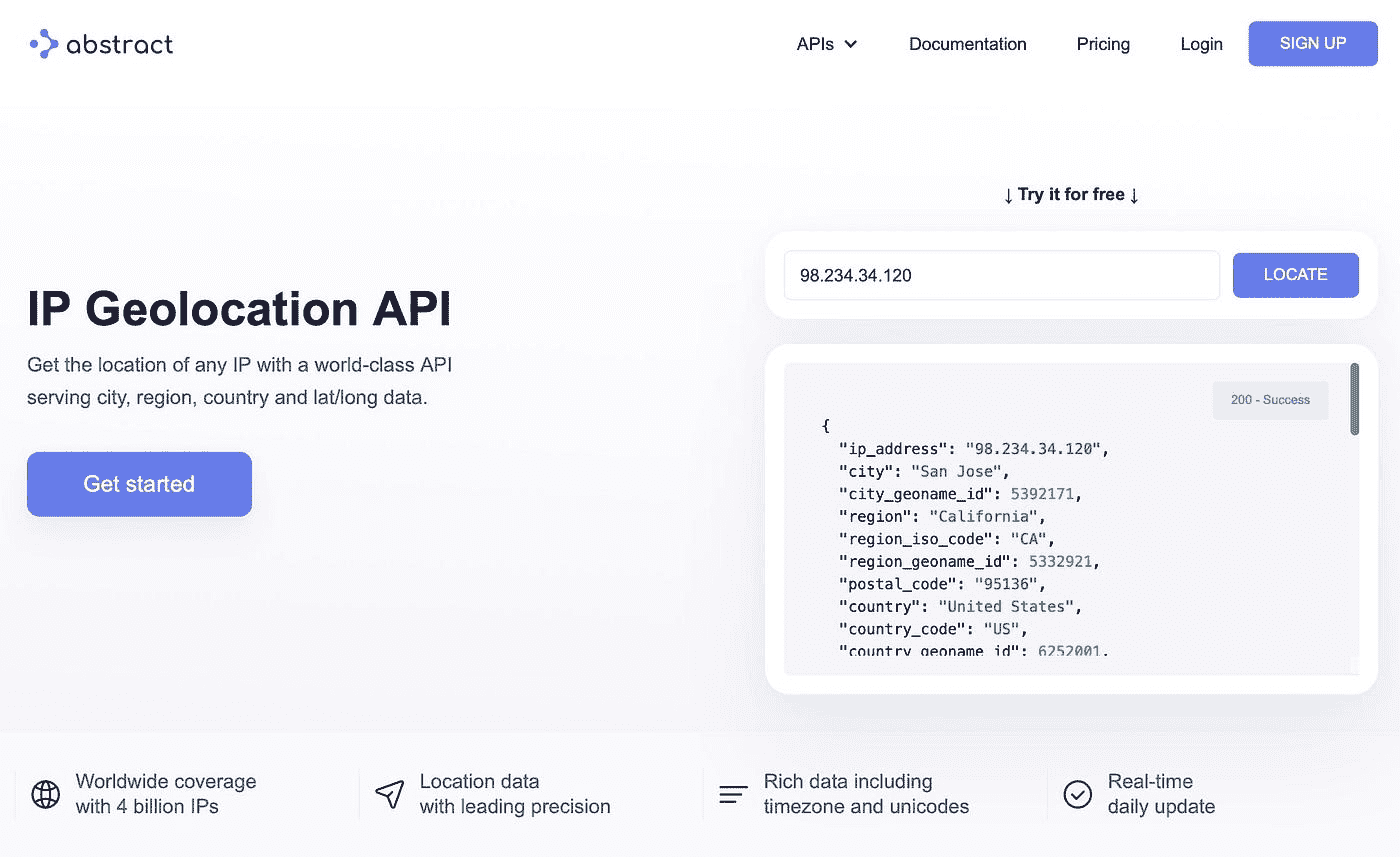 abstract
APIs
Documentation
Pricing
Login
SIGN UP
↓ Try it for free ↓
98.234.34.120
LOCATE
IP Geolocation API
Get the location of any IP with a world-class API
serving city, region, country and lat/long data.
Get started
200 - Success
{
"ip_address": "98.234.34.120",
"city": "San Jose",
"city_geoname_id": 5392171,
"region": "California",
"region_iso_code": "CA",
"region_geoname_id": 5332921,
"postal_code": "95136",
"country": "United States",
"country_code": "US",
"country_geoname_id": 6252001,
Worldwide coverage
with 4 billion IPs
Location data
with leading precision
Rich data including
timezone and unicodes
Real-time
daily update